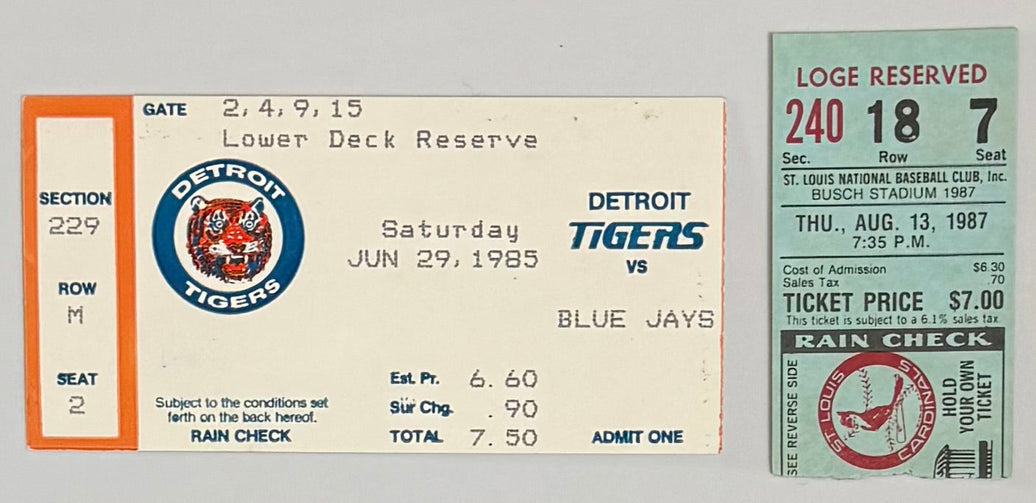 SECTION
229
ROW
M
SEAT
2
GATE 2, 4, 9, 15
Lower Deck Reserve
DETROIT
TIGERS
Saturday
JUN 29, 1985
DETROIT
TIGERS
VS
BLUE JAYS
Subject to the conditions set
forth on the back hereof.
RAIN CHECK
Est. Pr. 6.60
Sur Chg. .90
TOTAL 7.50
ADMIT ONE
LOGE RESERVED
240 18 7
Sec. Row Seat
ST. LOUIS NATIONAL BASEBALL CLUB, Inc.
BUSCH STADIUM 1987
THU., AUG. 13, 1987
7:35 P.M.
Cost of Admission $6.30
Sales Tax .70
TICKET PRICE $7.00
This ticket is subject to a 6.1% sales tax
RAIN CHECK
SEE REVERSE SIDE
ST. LOUIS
CARDINALS
HOLD
YOUR OWN
TICKET